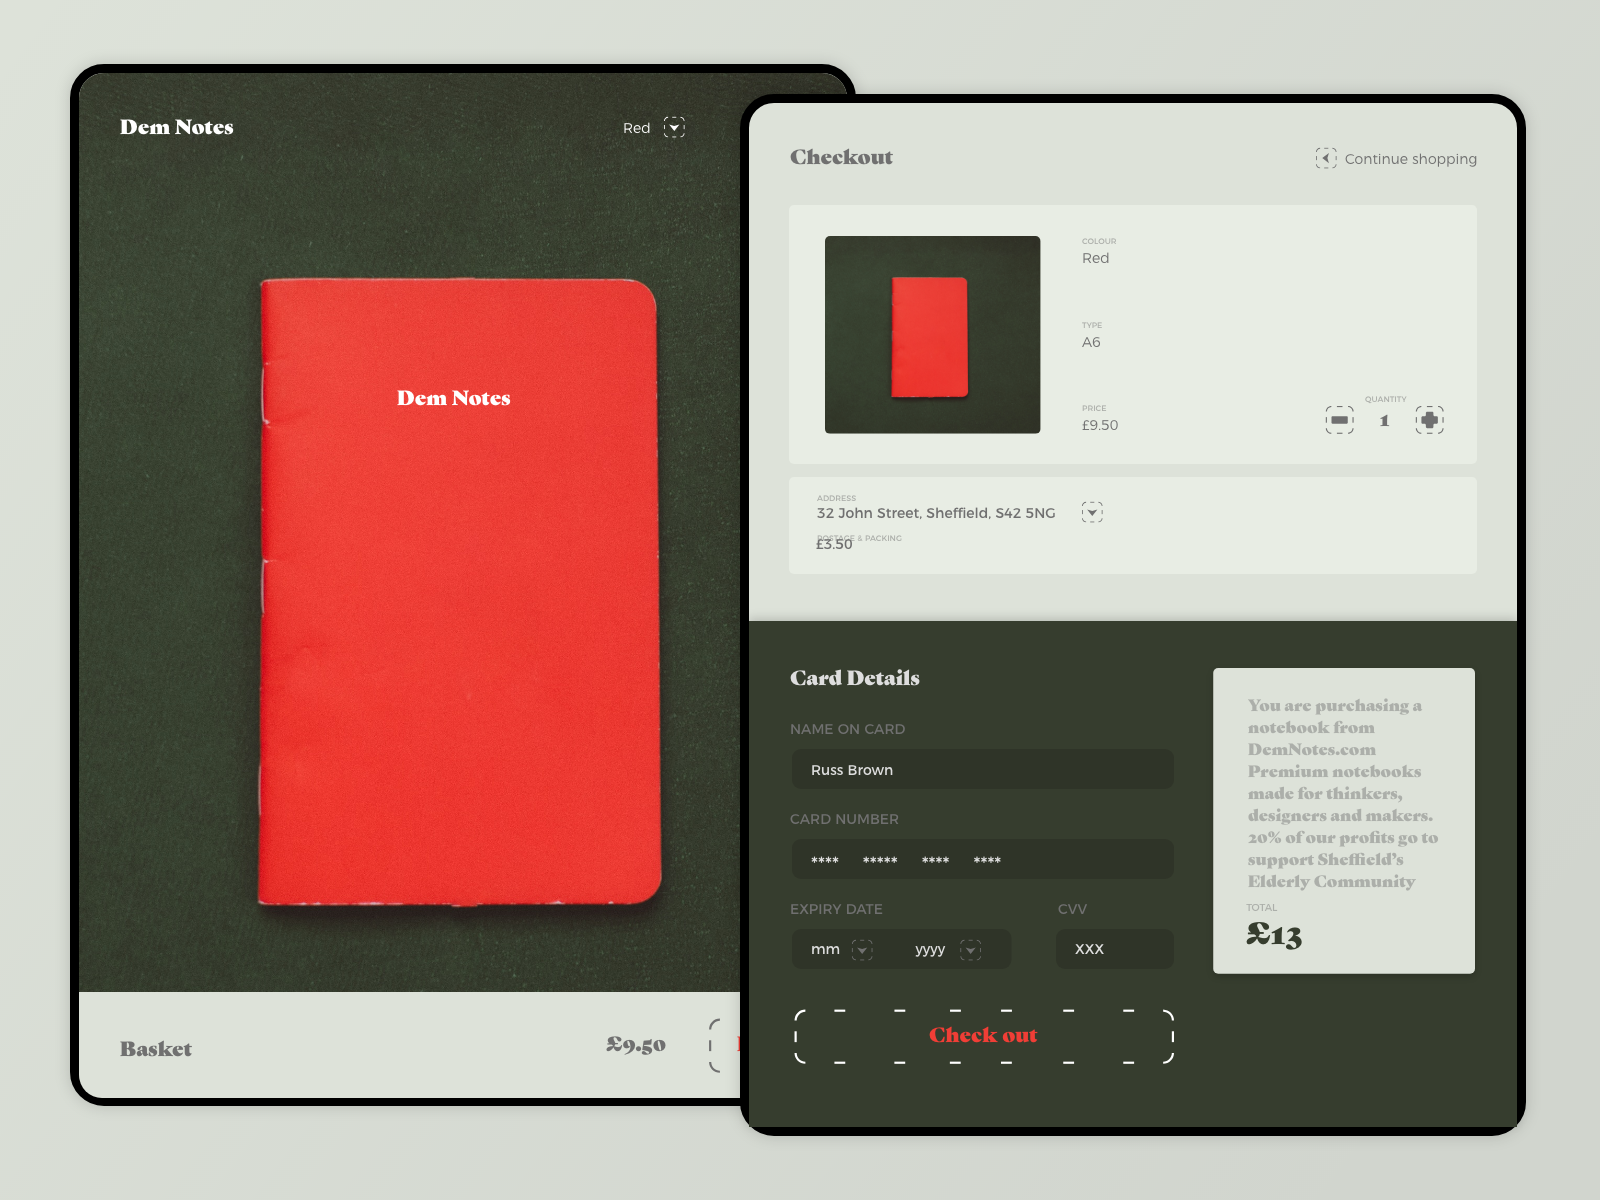 Dem Notes
Red
Dem Notes
Basket
£9.50
Checkout
Continue shopping
COLOUR
Red
TYPE
A6
PRICE
£9.50
QUANTITY
1
ADDRESS
32 John Street, Sheffield, S42 5NG
POSTAGE & PACKING
£3.50
Card Details
NAME ON CARD
Russ Brown
CARD NUMBER
**** ***** **** ****
EXPIRY DATE
CVV
mm
yyyy
XXX
Check out
You are purchasing a
notebook from
DemNotes.com
Premium notebooks
made for thinkers,
designers and makers.
20% of our profits go to
support Sheffield's
Elderly Community
TOTAL
£13